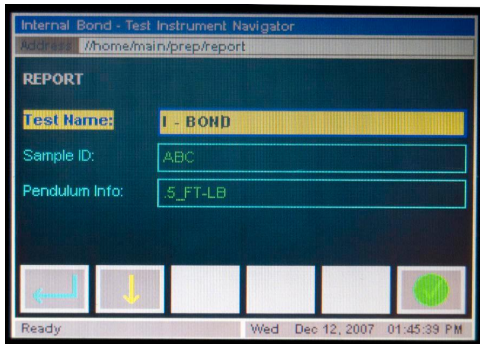 Internal Bond - Test Instrument Navigator
Address //home/main/prep/report
REPORT
Test Name: I - BOND
Sample ID: ABC
Pendulum Info: .5_FT-LB
Ready Wed Dec 12, 2007 01:45:39 PM